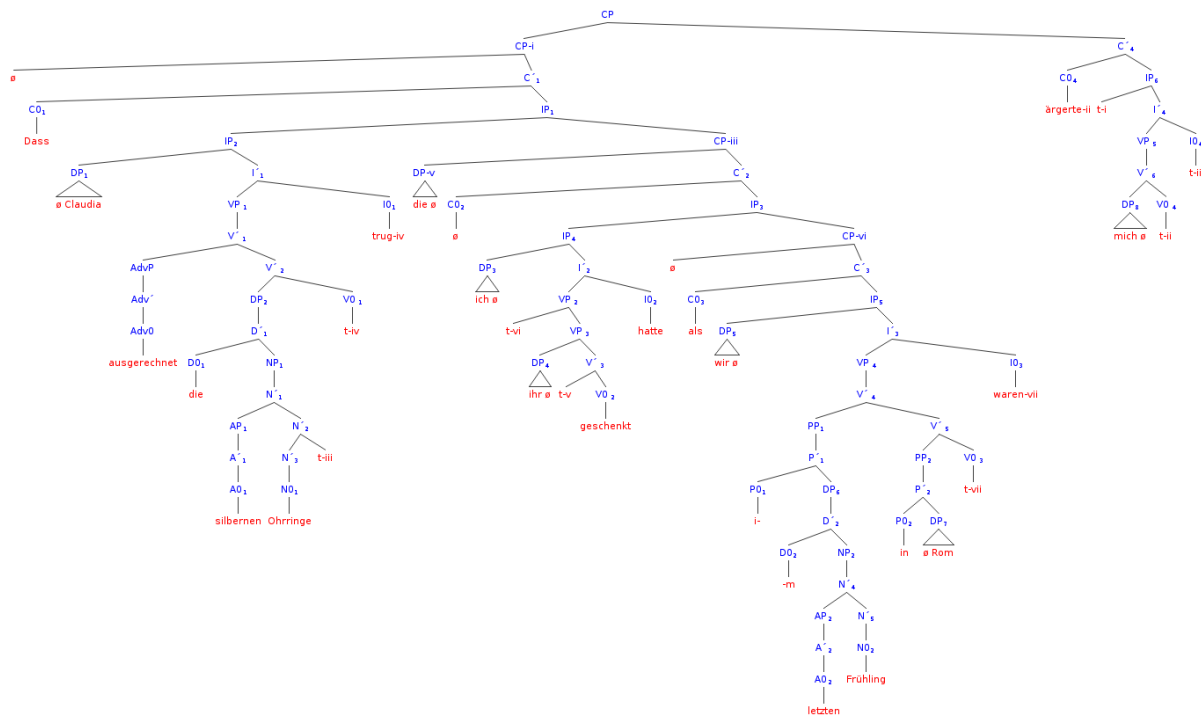 CP
CP-i C´₄
ø C´₁ C0₄ IP₆
C0₁ IP₁ ärgerte-ii t-i I´₄
Dass IP₂ CP-iii VP₅ I0₄
DP₁ I´₁ DP-v C´₂ V´₆ t-ii
ø Claudia VP₁ I0₁ die ø C0₂ IP₃ DP₈ V0₄
V´₁ trug-iv ø IP₄ CP-vi mich ø t-ii
AdvP V´₂ DP₃ I´₂ ø C´₃
Adv´ DP₂ V0₁ ich ø VP₂ I0₂ C0₃ IP₅
Adv0 D´₁ t-iv t-vi VP₃ hatte als DP₅ I´₃
ausgerechnet D0₁ NP₁ DP₄ V´₃ wir ø VP₄ I0₃
die N´₁ ihr ø t-v V0₂ V´₄ waren-vii
AP₁ N´₂ geschenkt PP₁ V´₅
A´₁ N´₃ t-iii P´₁ PP₂ V0₃
A0₁ N0₁ P0₁ DP₆ P´₂ t-vii
silbernen Ohrringe i- D´₂ P0₂ DP₇
D0₂ NP₂ in ø Rom
-m N´₄
AP₂ N´₅
A´₂ N0₂
A0₂ Frühling
letzten